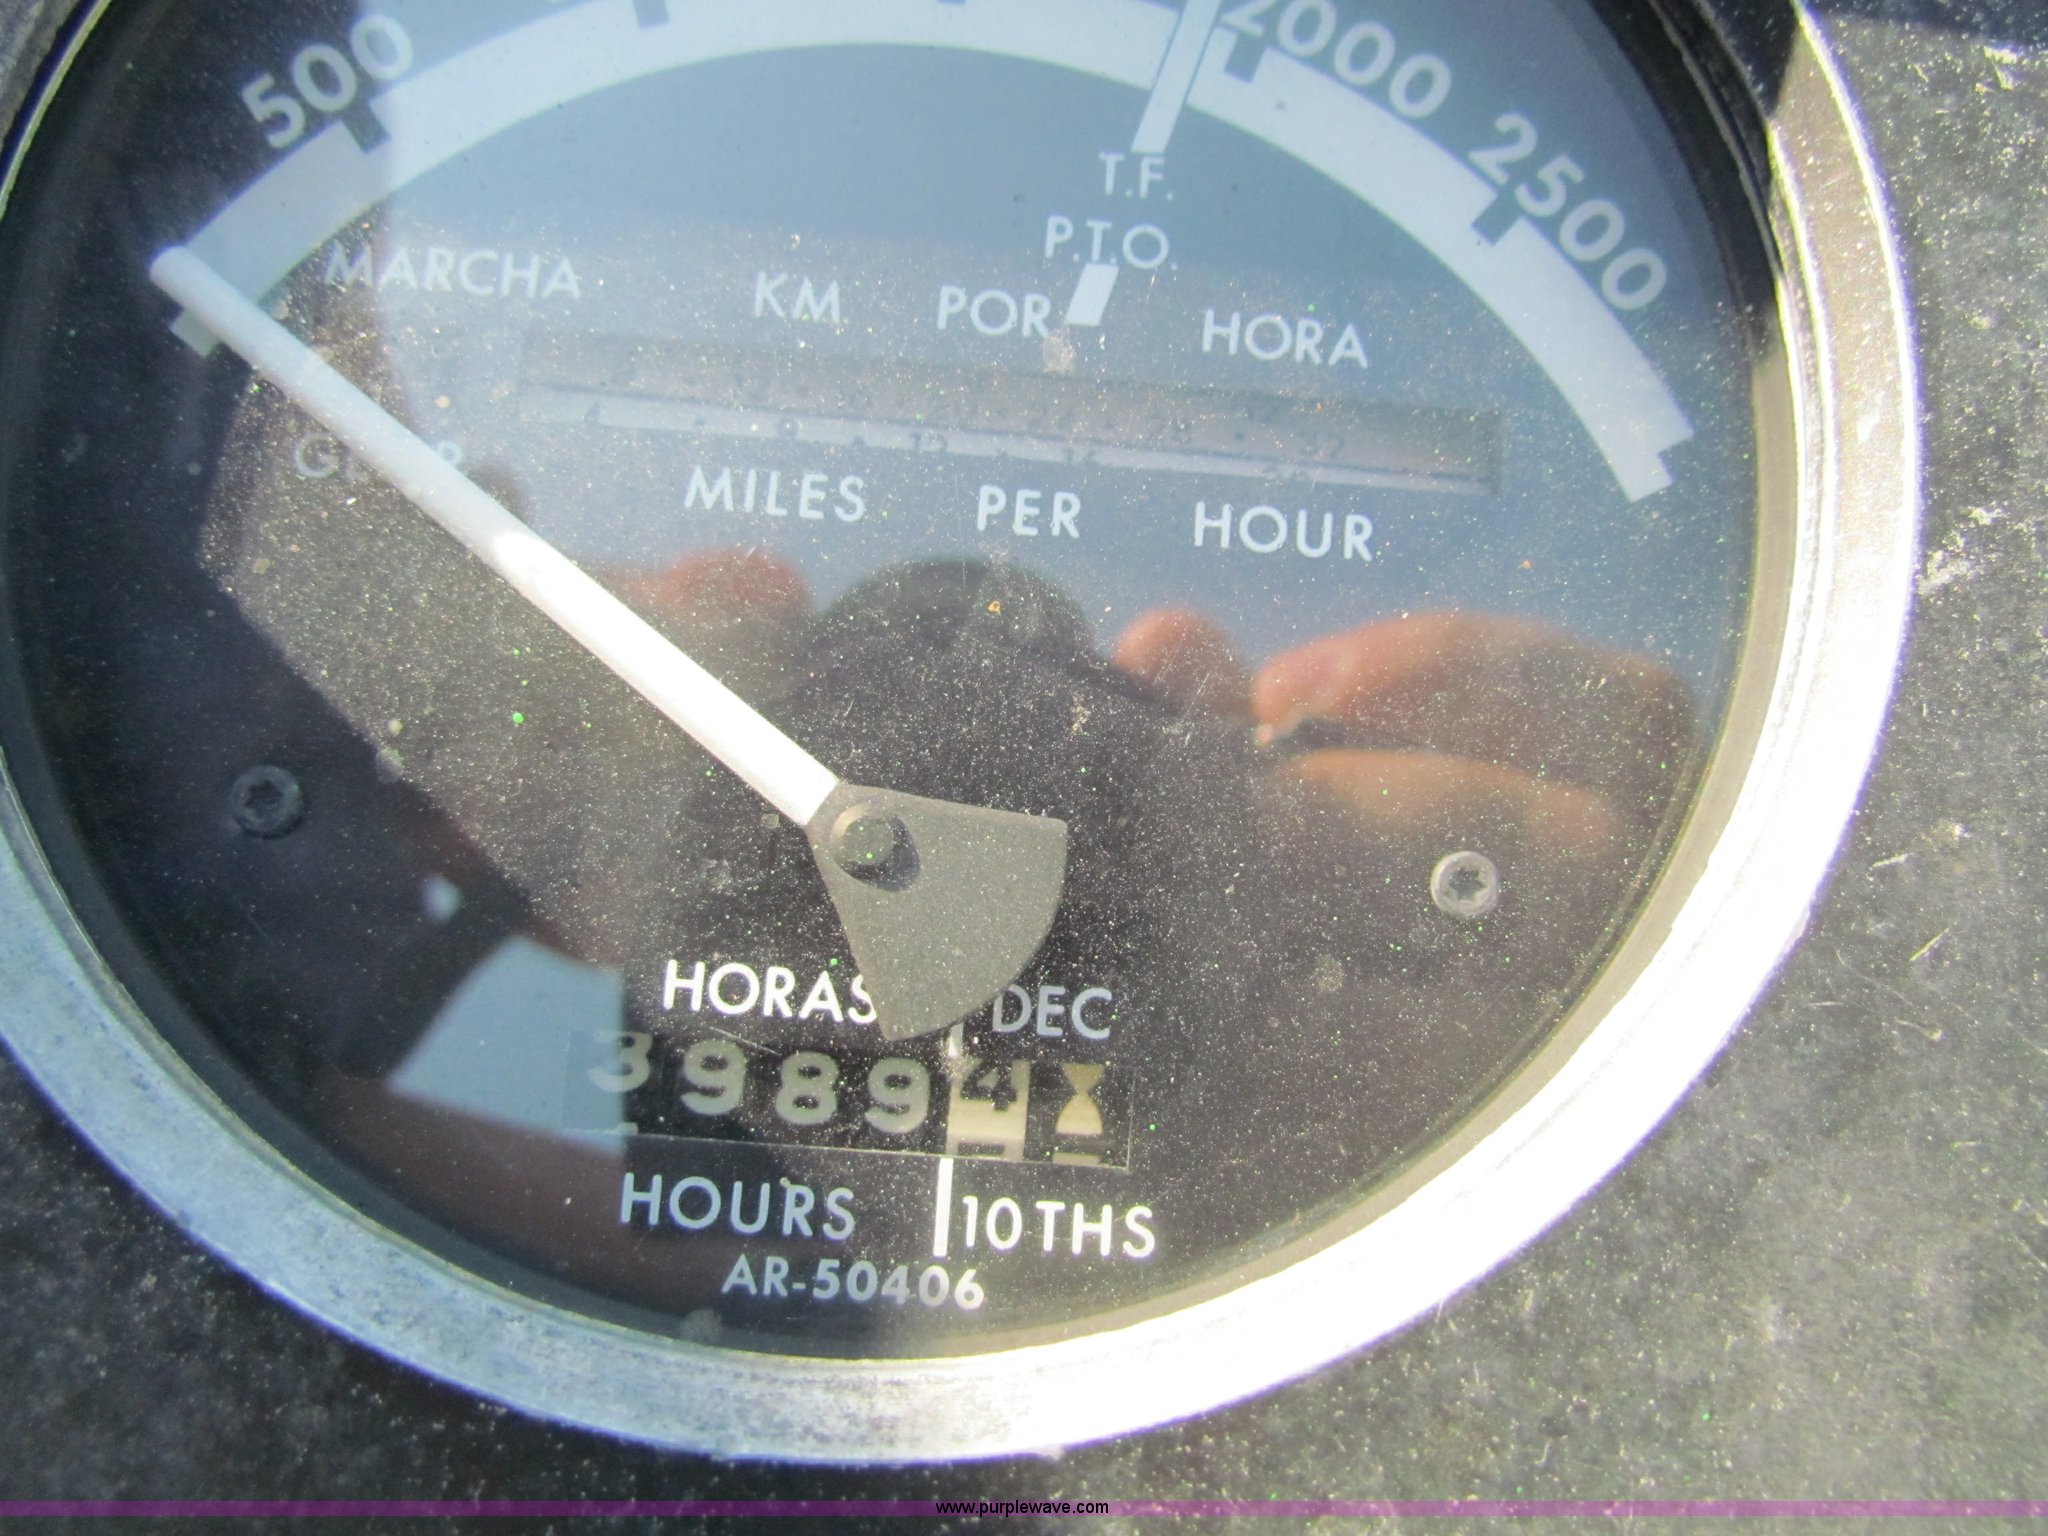 500
2000
2500
T.F.
P.T.O.
MARCHA KM POR HORA
MILES PER HOUR
HORAS DEC
39894
HOURS 10THS
AR-50406
www.purplewave.com